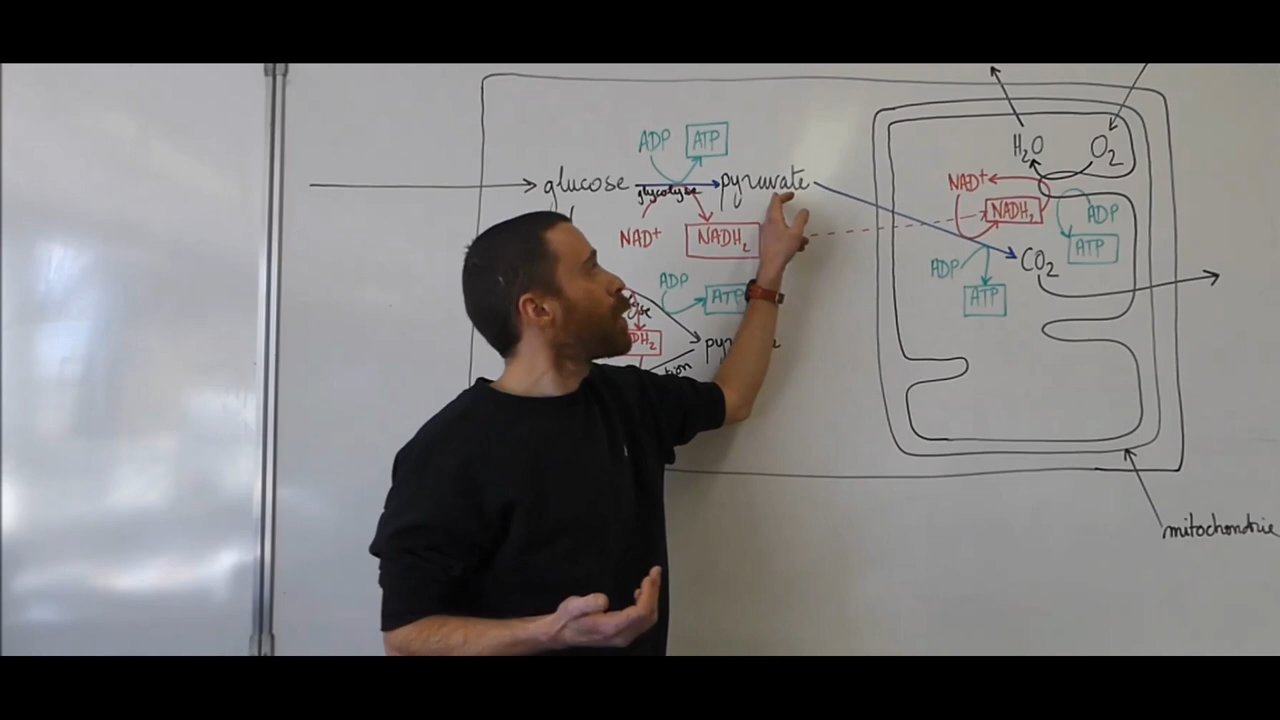 ADP ATP
glucose glycolyse pyruvate
NAD⁺ NADH₂
ADP ATP
H₂O O₂
NAD⁺
NADH₂ ADP
ATP
ADP CO₂
ATP
mitochondrie